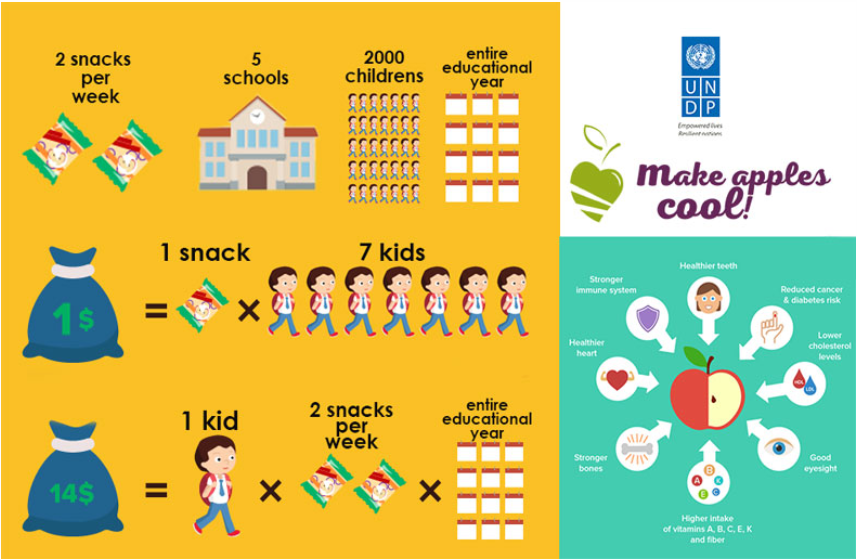 2 snacks
per
week
5
schools
2000
childrens
entire
educational
year
1$
=
1 snack
×
7 kids
14$
=
1 kid
×
2 snacks
per
week
×
entire
educational
year
U N
D P
Empowered lives
Resilient nations
make apples
cool!
Healthier teeth
Stronger
immune system
Reduced cancer
& diabetes risk
Healthier
heart
Lower
cholesterol
levels
HDL
LDL
Stronger
bones
Good
eyesight
B
A
K
E
C
Higher intake
of vitamins A, B, C, E, K
and fiber